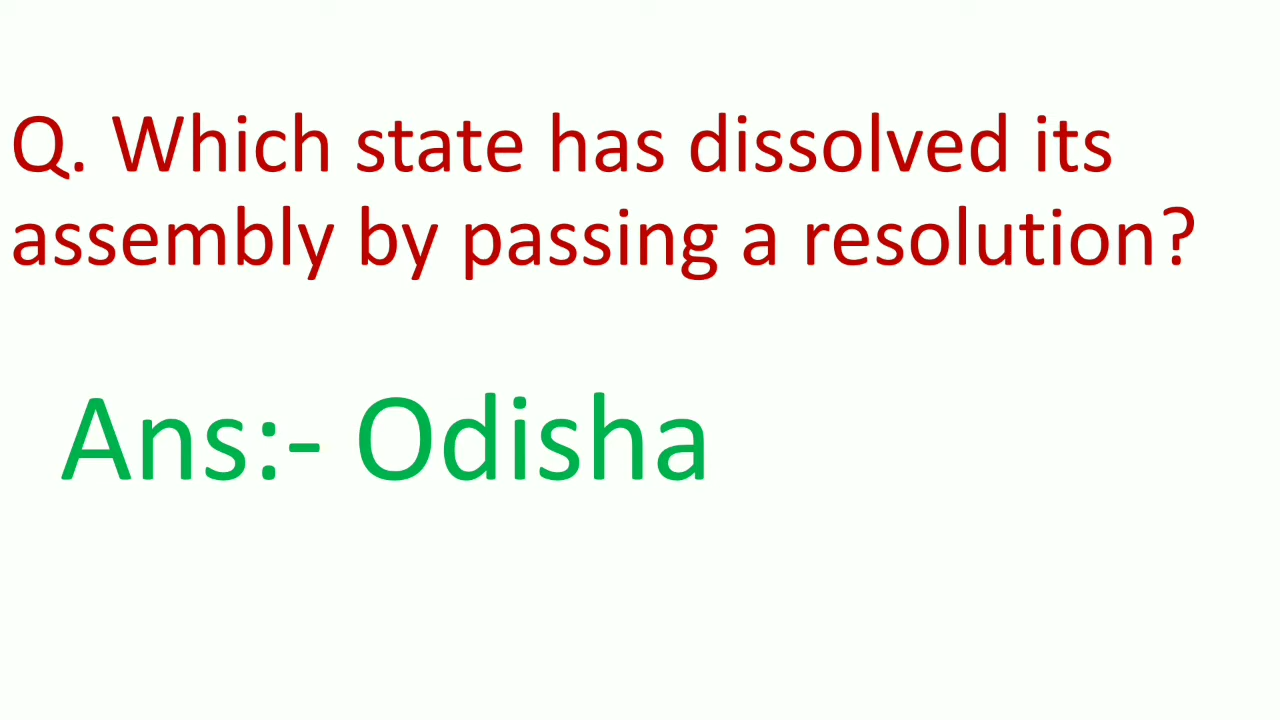 Q. Which state has dissolved its
assembly by passing a resolution?
Ans:- Odisha